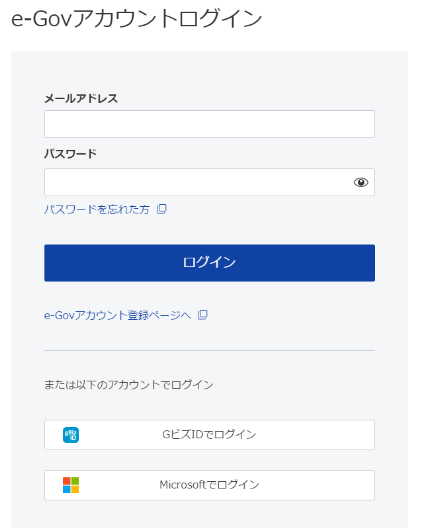 e-Govアカウントログイン
メールアドレス
パスワード
パスワードを忘れた方
ログイン
e-Govアカウント登録ページへ
または以下のアカウントでログイン
gBiz
ID
GビズIDでログイン
Microsoftでログイン